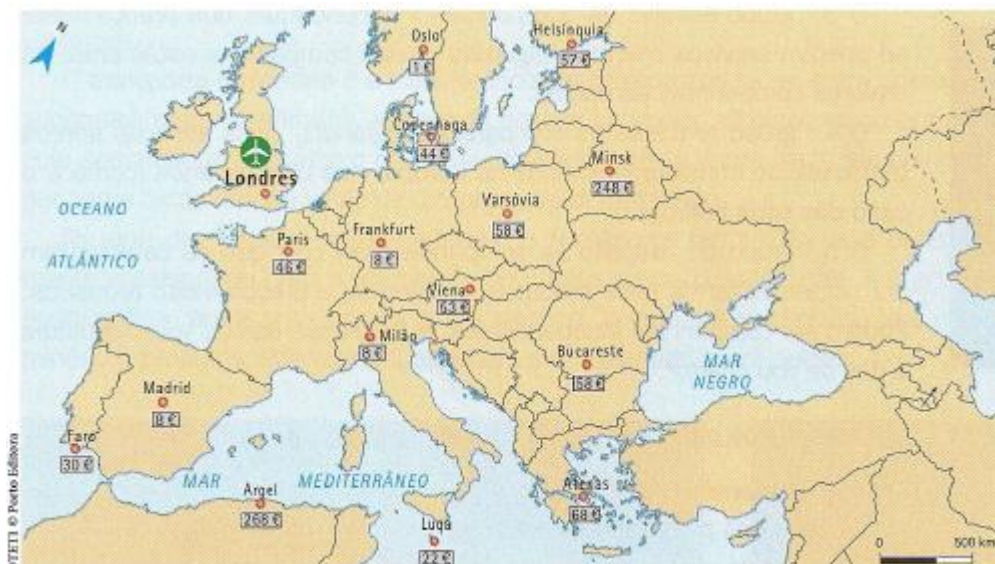 N
Oslo
1 €
Helsínquia
57 €
Copenhaga
44 €
Minsk
248 €
Londres
Varsóvia
58 €
OCEANO
ATLÂNTICO
Paris
46 €
Frankfurt
8 €
Viena
53 €
Milão
8 €
Bucareste
58 €
MAR
NEGRO
Madrid
8 €
Faro
30 €
MAR MEDITERRÂNEO
Argel
268 €
Luqa
22 €
Atenas
68 €
0 500 km
© Porto Editora